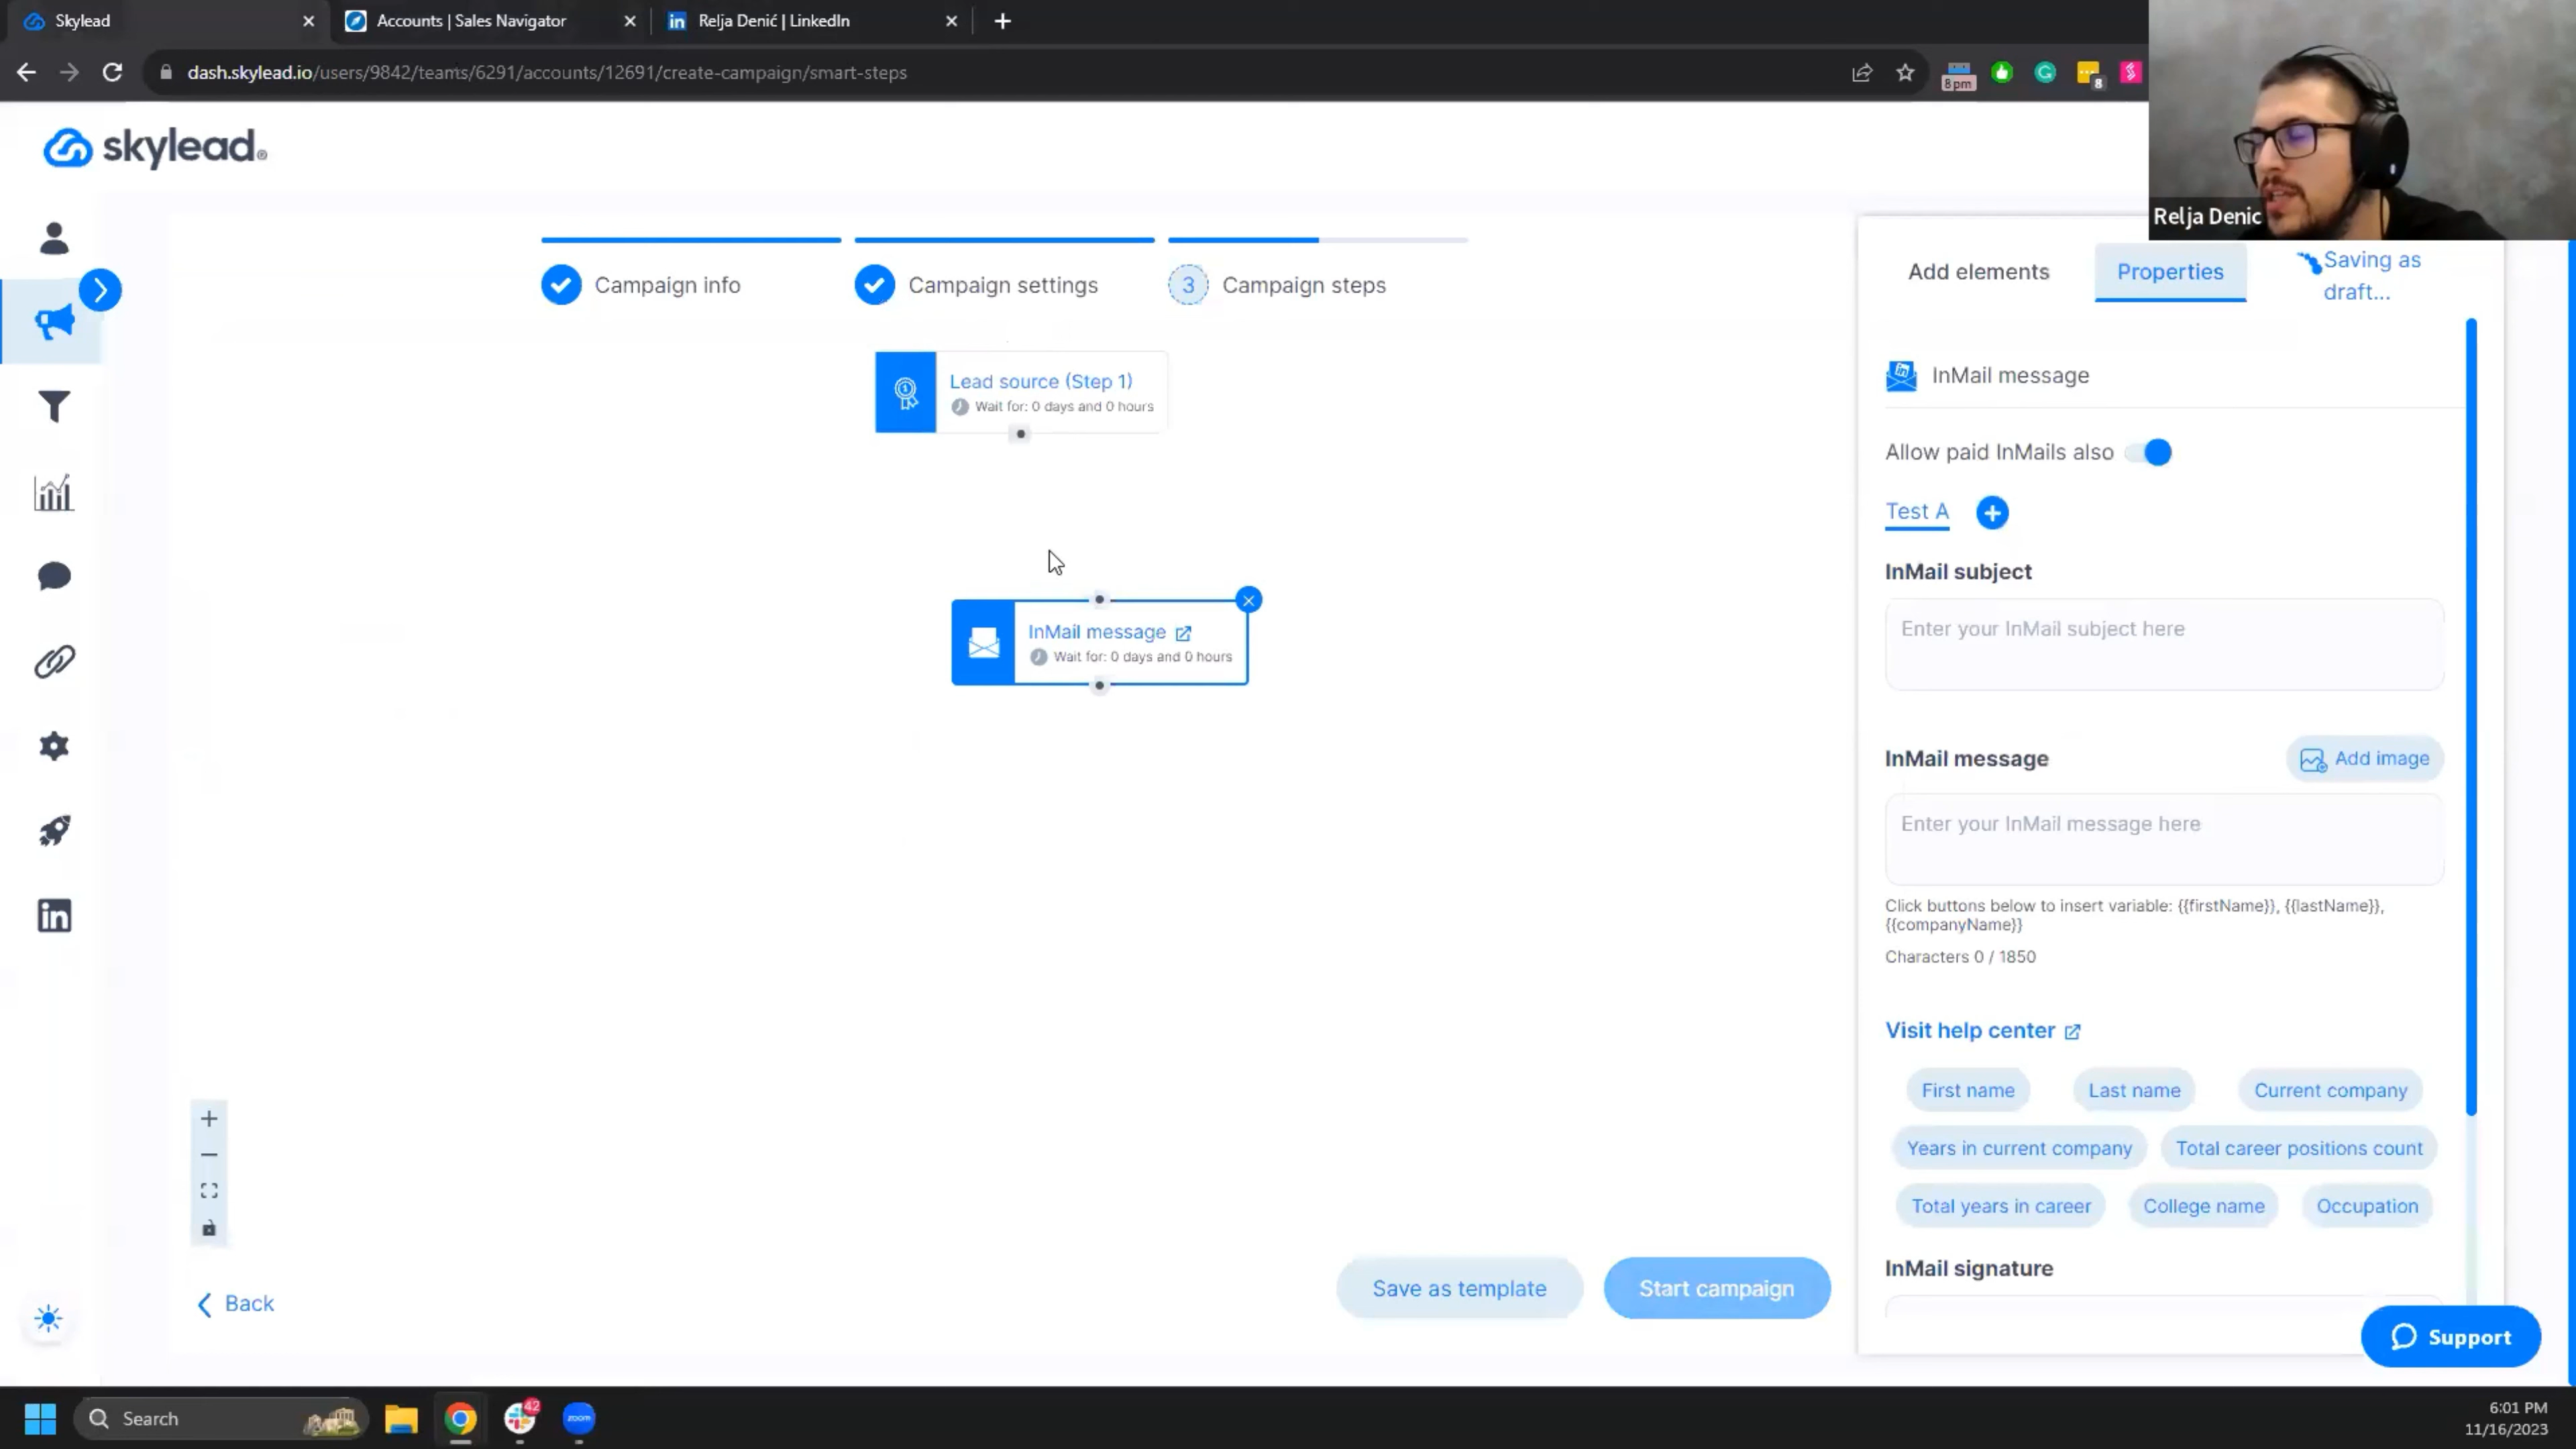 Skylead
Accounts | Sales Navigator
Relja Denić | LinkedIn
dash.skylead.io/users/9842/teams/6291/accounts/12691/create-campaign/smart-steps
8pm
8
Relja Denic
skylead®
Campaign info
Campaign settings
3 Campaign steps
Add elements
Properties
Saving as
draft...
Lead source (Step 1)
Wait for: 0 days and 0 hours
InMail message
Wait for: 0 days and 0 hours
InMail message
Allow paid InMails also
Test A
InMail subject
Enter your InMail subject here
InMail message
Add image
Enter your InMail message here
Click buttons below to insert variable: {{firstName}}, {{lastName}},
{{companyName}}
Characters 0 / 1850
Visit help center
First name
Last name
Current company
Years in current company
Total career positions count
Total years in career
College name
Occupation
InMail signature
Back
Save as template
Start campaign
Support
Search
42
zoom
6:01 PM
11/16/2023